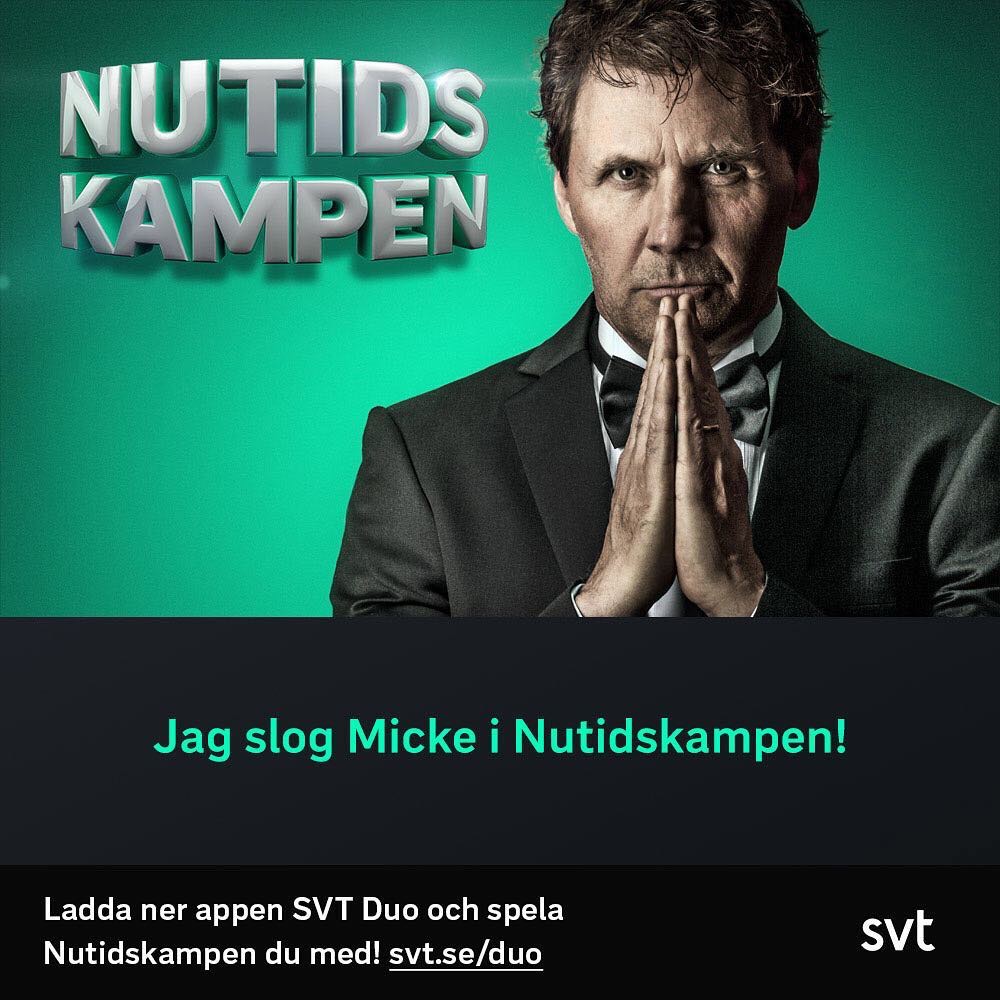 NUTIDS
KAMPEN
Jag slog Micke i Nutidskampen!
Ladda ner appen SVT Duo och spela
Nutidskampen du med! svt.se/duo
svt